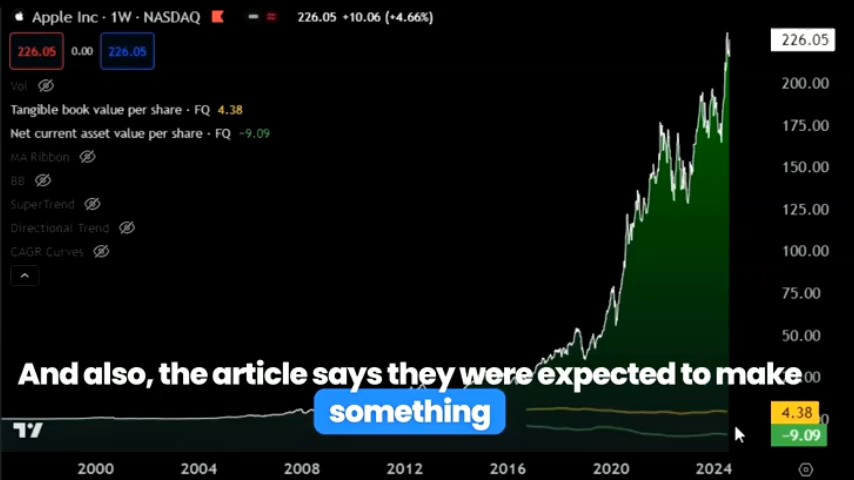 Apple Inc · 1W · NASDAQ 226.05 +10.06 (+4.66%)
226.05 0.00 226.05
Vol
Tangible book value per share · FQ 4.38
Net current asset value per share · FQ −9.09
MA Ribbon
BB
SuperTrend
Directional Trend
CAGR Curves
226.05
200.00
175.00
150.00
125.00
100.00
75.00
50.00
And also, the article says they were expected to make
something
4.38
−9.09
2000 2004 2008 2012 2016 2020 2024